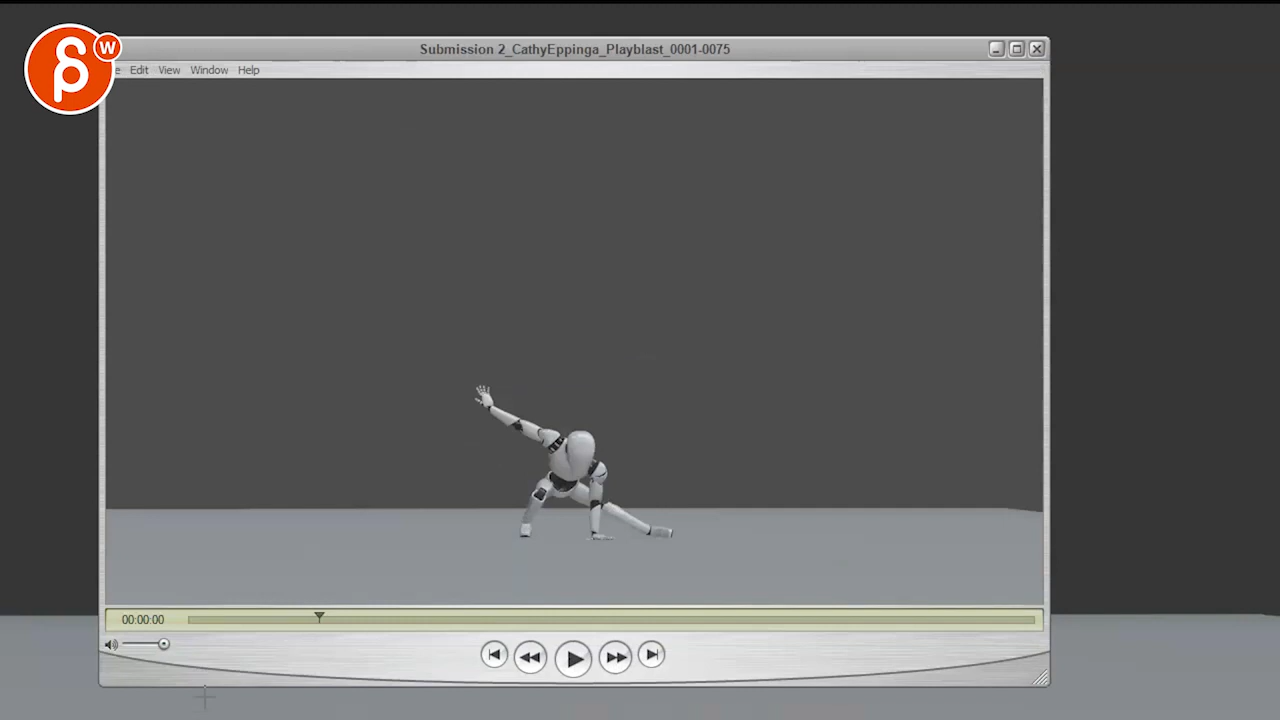 W
Submission 2_CathyEppinga_Playblast_0001-0075
Edit View Window Help
00:00:00